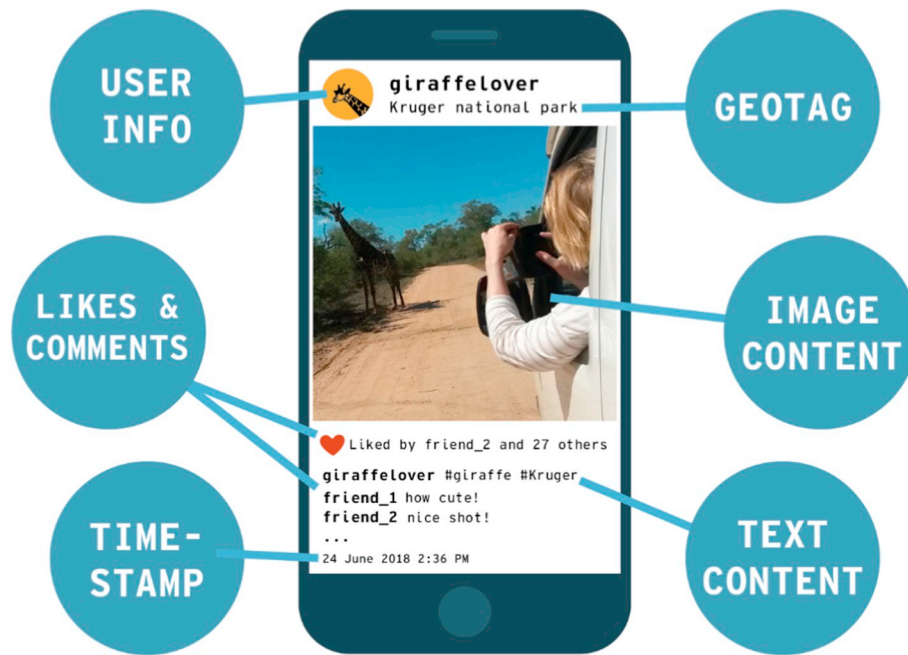 USER
INFO
giraffelover
Kruger national park
GEOTAG
LIKES &
COMMENTS
IMAGE
CONTENT
Liked by friend_2 and 27 others
giraffelover #giraffe #Kruger
friend_1 how cute!
friend_2 nice shot!
...
24 June 2018 2:36 PM
TIME-
STAMP
TEXT
CONTENT